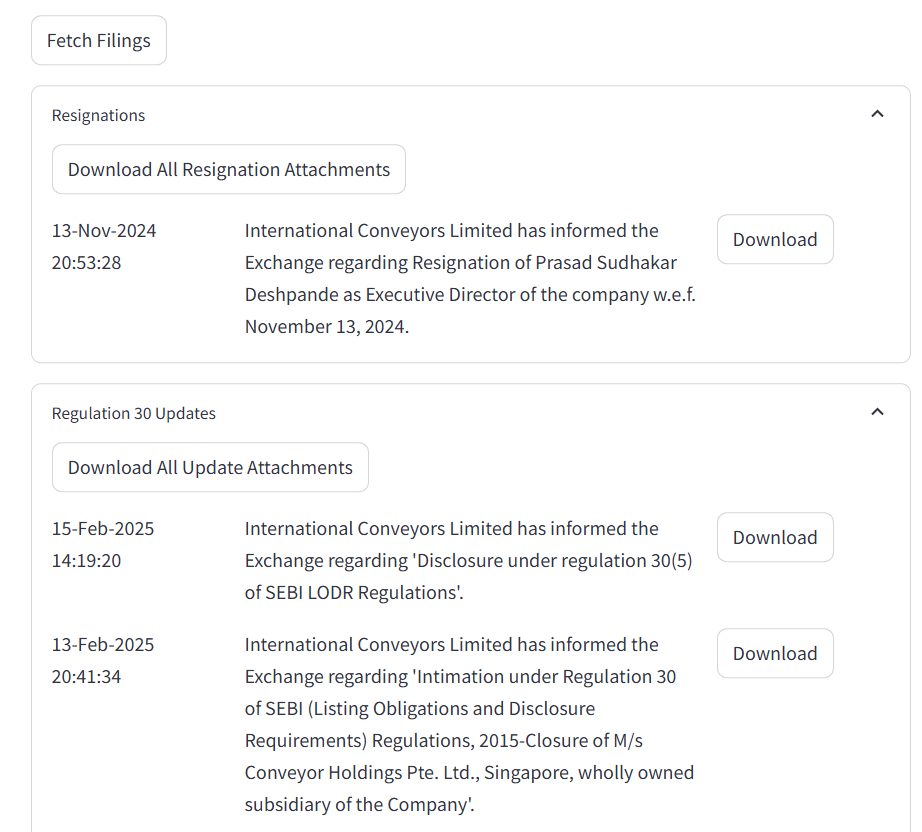 Fetch Filings
Resignations
Download All Resignation Attachments
13-Nov-2024
20:53:28
International Conveyors Limited has informed the
Exchange regarding Resignation of Prasad Sudhakar
Deshpande as Executive Director of the company w.e.f.
November 13, 2024.
Download
Regulation 30 Updates
Download All Update Attachments
15-Feb-2025
14:19:20
International Conveyors Limited has informed the
Exchange regarding 'Disclosure under regulation 30(5)
of SEBI LODR Regulations'.
Download
13-Feb-2025
20:41:34
International Conveyors Limited has informed the
Exchange regarding 'Intimation under Regulation 30
of SEBI (Listing Obligations and Disclosure
Requirements) Regulations, 2015-Closure of M/s
Conveyor Holdings Pte. Ltd., Singapore, wholly owned
subsidiary of the Company'.
Download